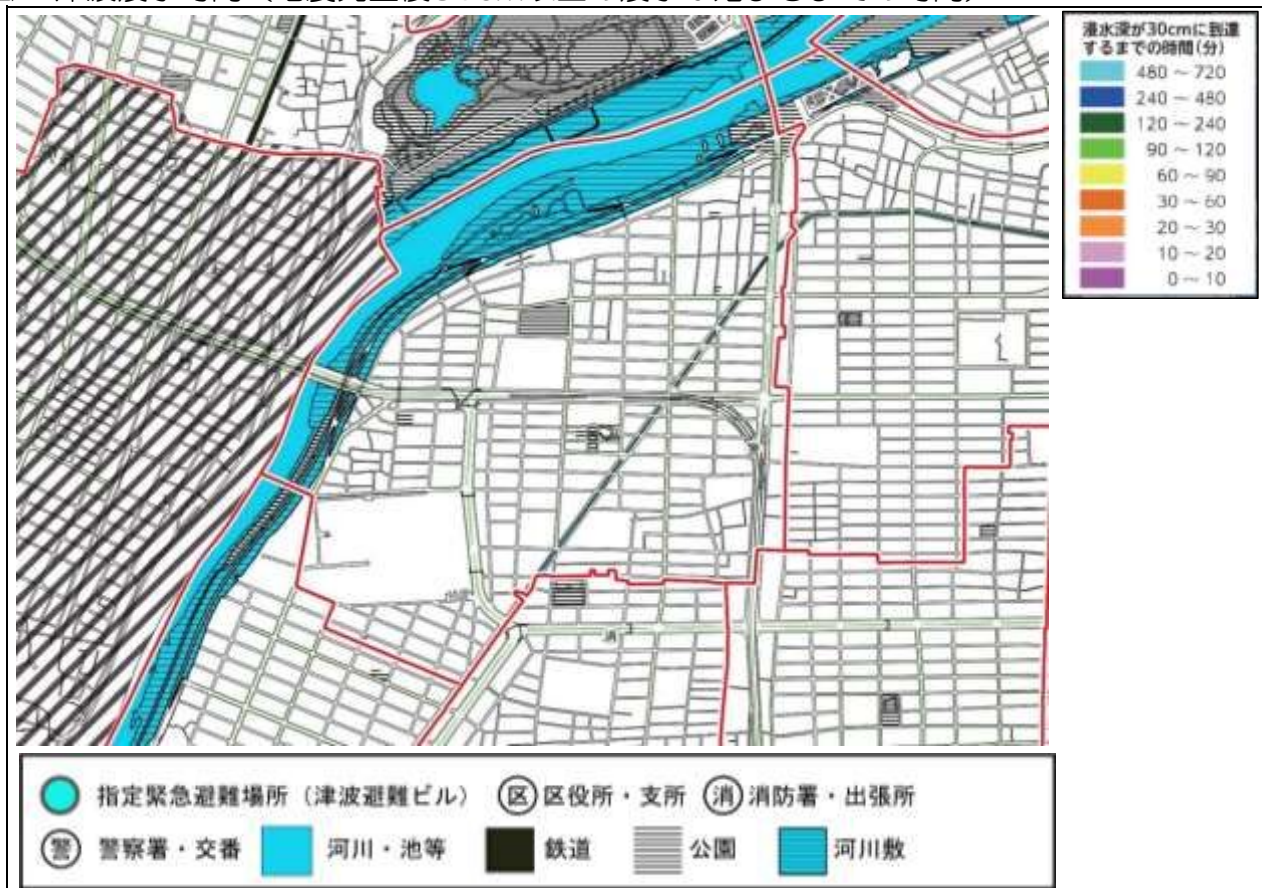 浸水深が30cmに到達
するまでの時間(分)
480 ～ 720
240 ～ 480
120 ～ 240
90 ～ 120
60 ～ 90
30 ～ 60
20 ～ 30
10 ～ 20
0 ～ 10
指定緊急避難場所（津波避難ビル） 区 区役所・支所 消 消防署・出張所
警 警察署・交番 河川・池等 鉄道 公園 河川敷